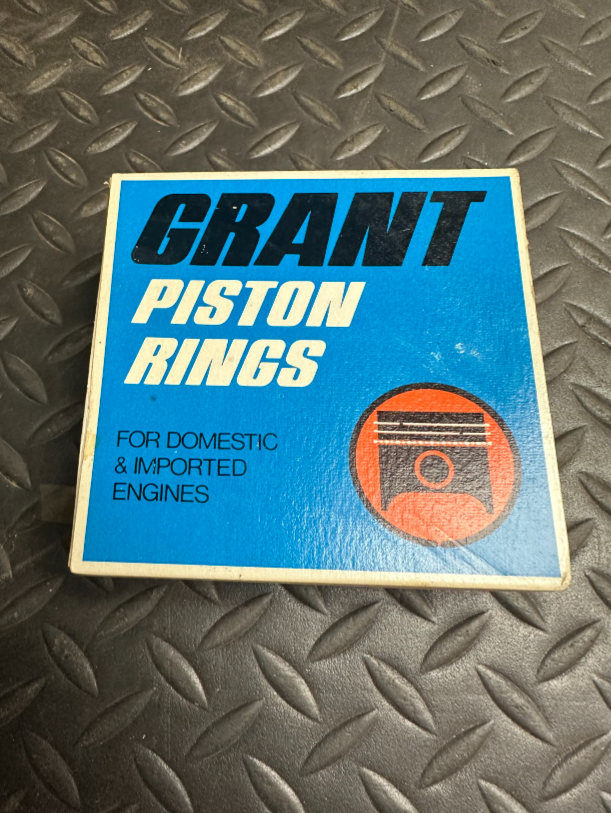 GRANT
PISTON
RINGS
FOR DOMESTIC
& IMPORTED
ENGINES